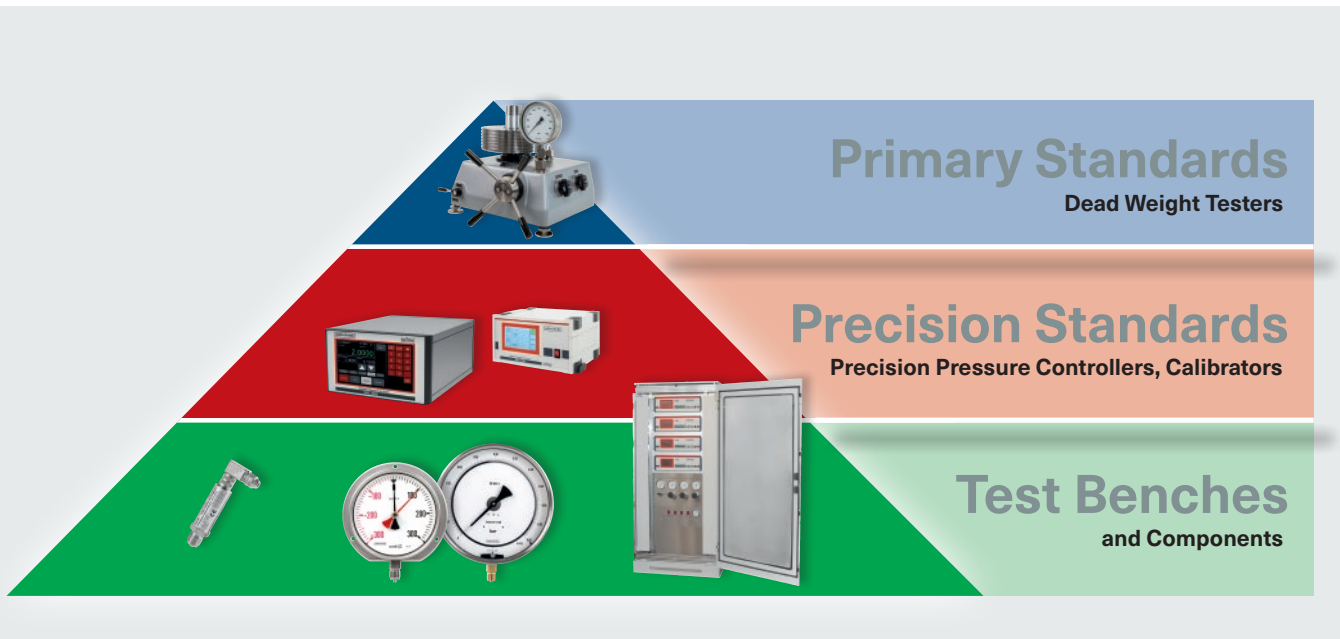 Primary Standards
Dead Weight Testers
Precision Standards
Precision Pressure Controllers, Calibrators
Test Benches
and Components